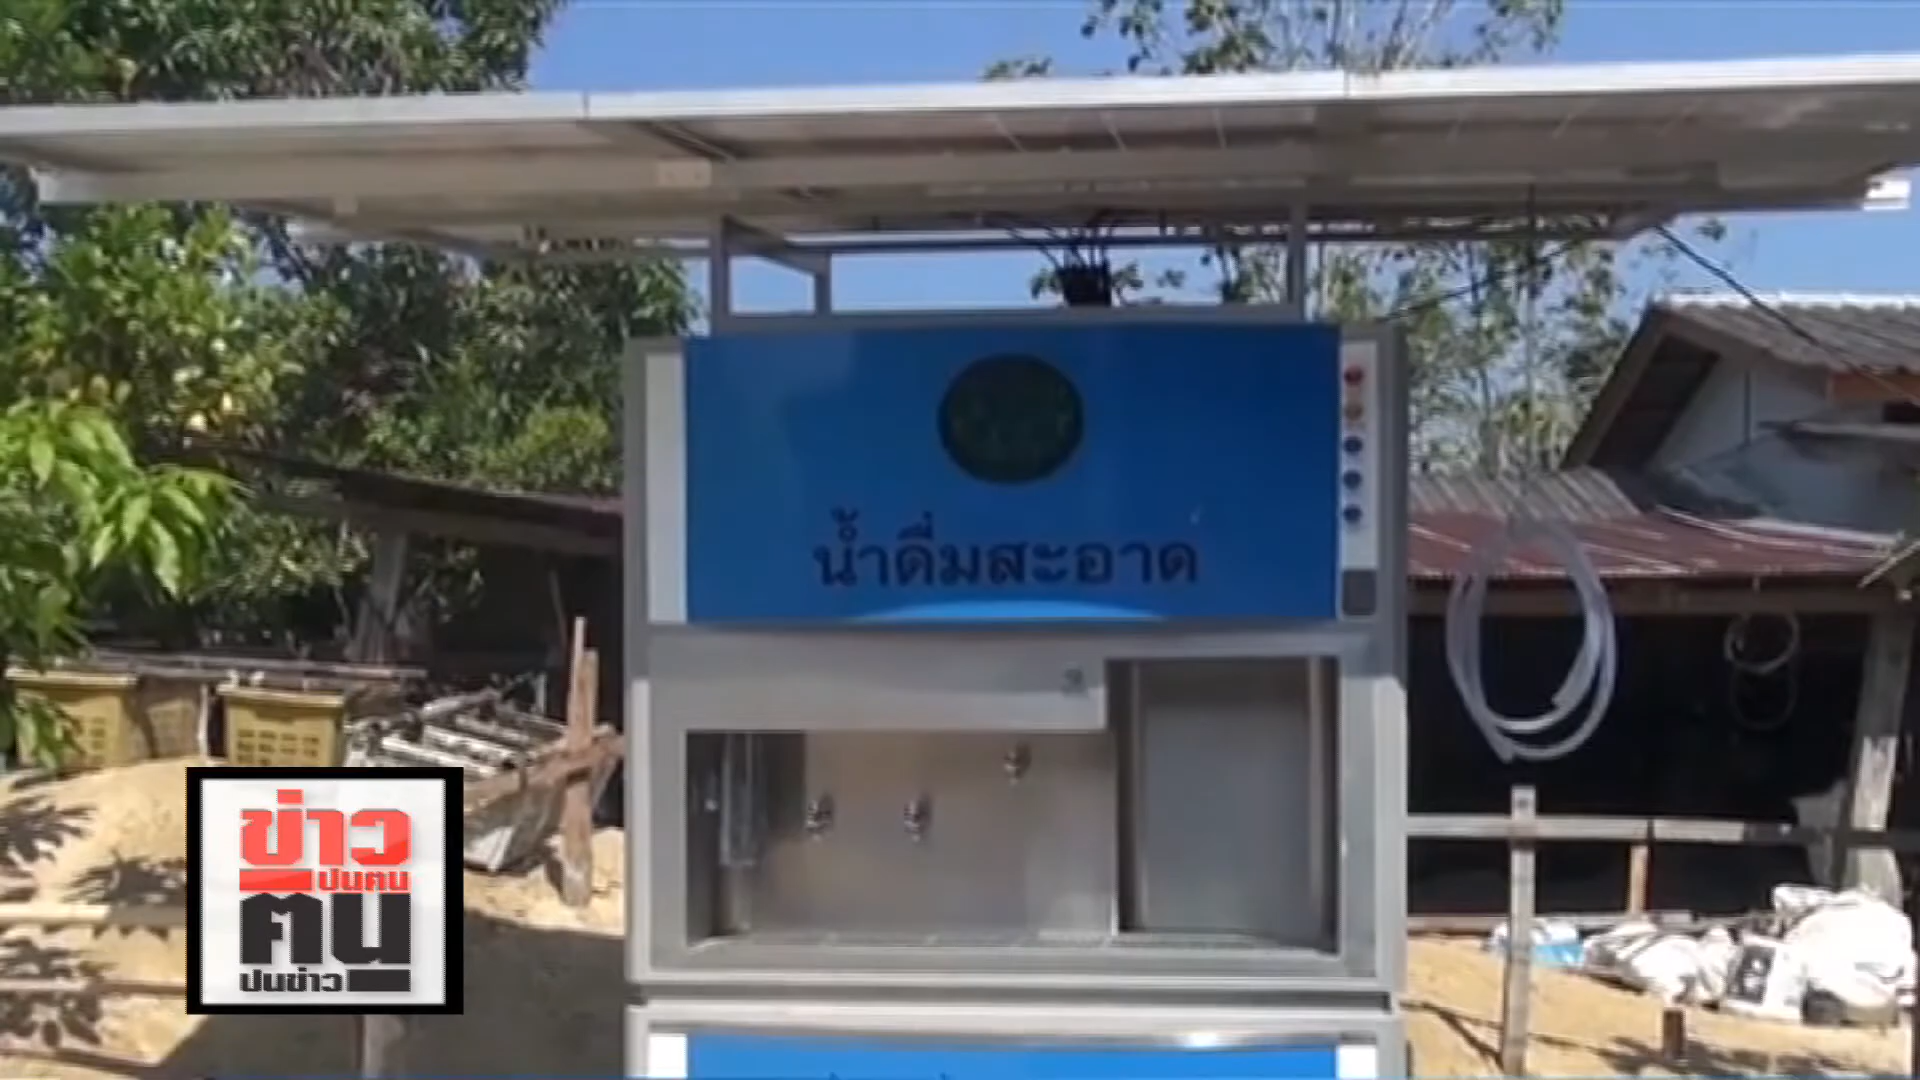 น้ำดื่มสะอาด
ข่าว
ปนคน
คน
ปนข่าว